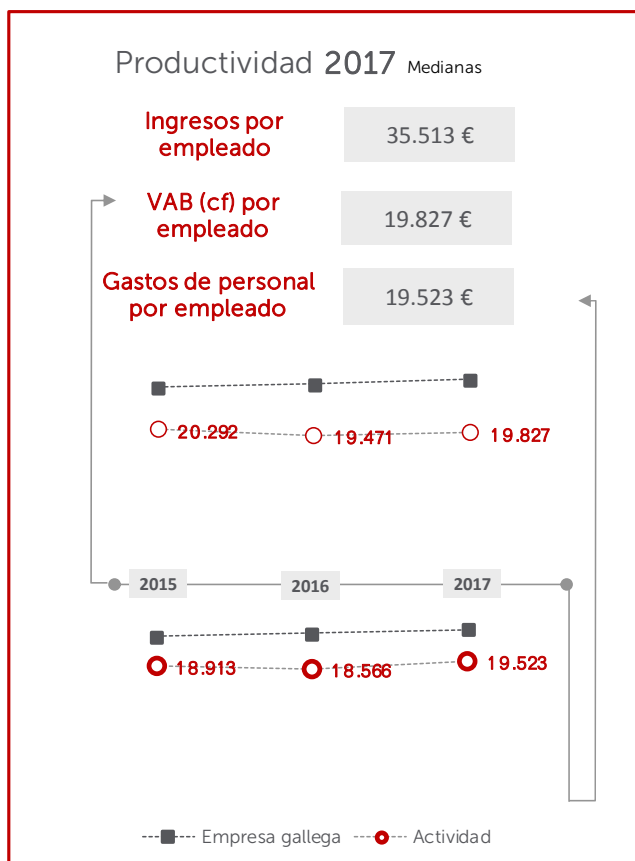 Productividad 2017 Medianas
Ingresos por
empleado
35.513 €
VAB (cf) por
empleado
19.827 €
Gastos de personal
por empleado
19.523 €
20.292
19.471
19.827
2015
2016
2017
18.913
18.566
19.523
Empresa gallega
Actividad